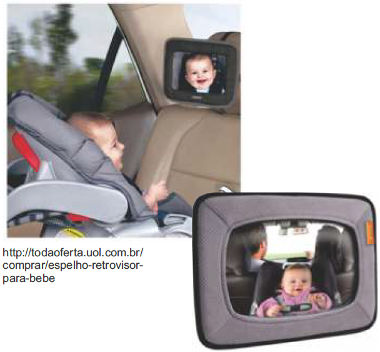 http://todaoferta.uol.com.br/
comprar/espelho-retrovisor-
para-bebe